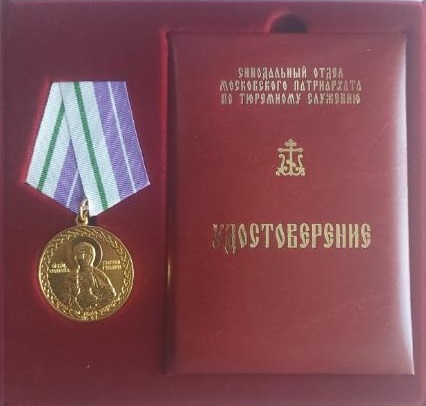 СИНОДАЛЬНЫЙ ОТДЕЛ
МОСКОВСКОГО ПАТРИАРХАТА
ПО ТЮРЕМНОМУ СЛУЖЕНИЮ
УДОСТОВЕРЕНИЕ